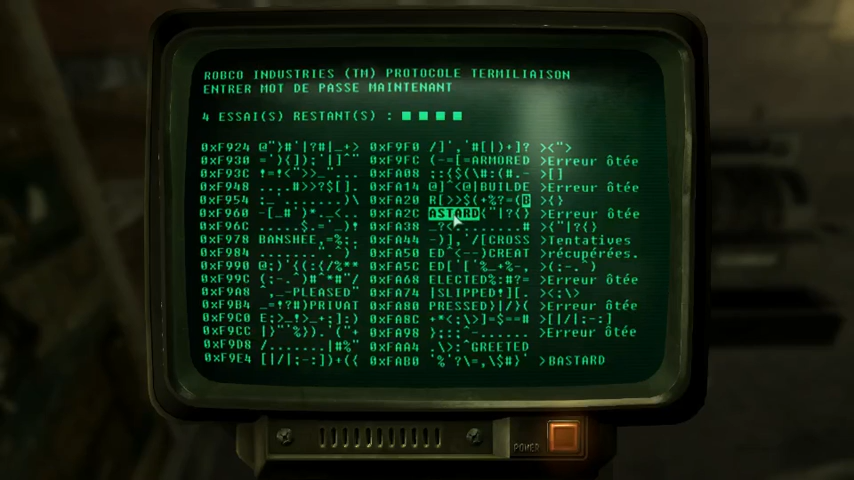 ROBCO INDUSTRIES (TM) PROTOCOLE TERMILIAISON
ENTRER MOT DE PASSE MAINTENANT
4 ESSAI(S) RESTANT(S) : ■ ■ ■ ■
0xF924 @")#'|?#|_+> 0xF9F0 /]','#[|)+]? ><">
0xF930 0xF9FC (-=[=ARMORED >Erreur ôtée
0xF93C 0xFA08 >[]
0xF948 0xFA14 @]^<@|BUILDE >Erreur ôtée
0xF954 0xFA20 R[>>$(+%?=(B >{}
0xF960 0xFA2C ASTARD("|?{} >Erreur ôtée
0xF96C 0xFA38 >{"|?{}
0xF978 BANSHEE,=%;. 0xFA44 -)],'/[CROSS >Tentatives
0xF984 0xFA50 ED^<--)CREAT récupérées.
0xF990 0xFA5C ED['['%_+%-, >(;-.^)
0xF99C 0xFA68 ELECTED%:#?= >Erreur ôtée
0xF9A8 ^,_-PLEASED" 0xFA74 |SLIPPED!][. ><;\>
0xF9B4 _=!?#)PRIVAT 0xFA80 PRESSED}|/}( >Erreur ôtée
0xF9C0 0xFA8C >[|/|;-:]
0xF9CC 0xFA98 >Erreur ôtée
0xF9D8 /.......|#%" 0xFAA4 .\>;^GREETED
0xF9E4 [|/|;-:])+({ 0xFAB0 '%'?\=,\$#}' >BASTARD
POWER